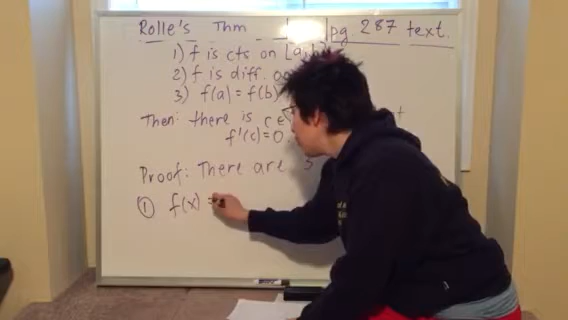 Rolle's Thm pg. 287 text.
1) f is cts on [a,b]
2) f is diff.
3) f(a) = f(b)
Then: there is c ∈
f'(c)=0
Proof: There are 3
① f(x) =